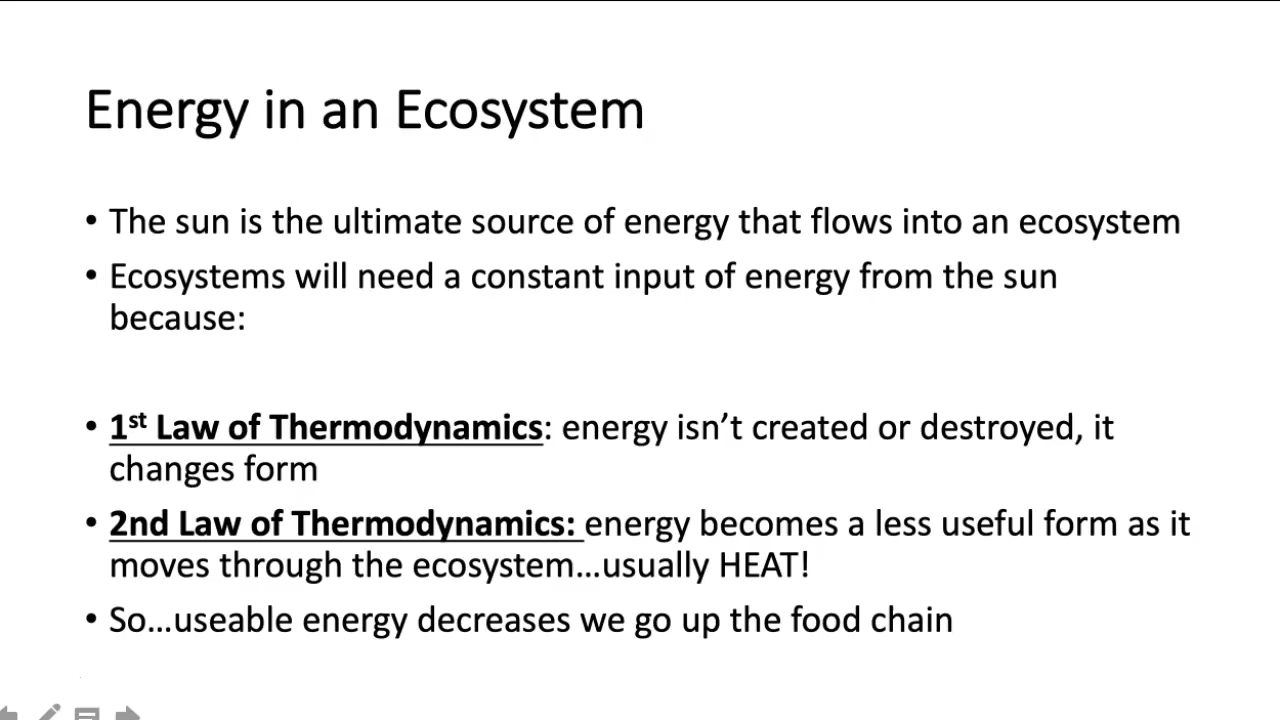 Energy in an Ecosystem
• The sun is the ultimate source of energy that flows into an ecosystem
• Ecosystems will need a constant input of energy from the sun
because:
• 1st Law of Thermodynamics: energy isn’t created or destroyed, it
changes form
• 2nd Law of Thermodynamics: energy becomes a less useful form as it
moves through the ecosystem…usually HEAT!
• So…useable energy decreases we go up the food chain